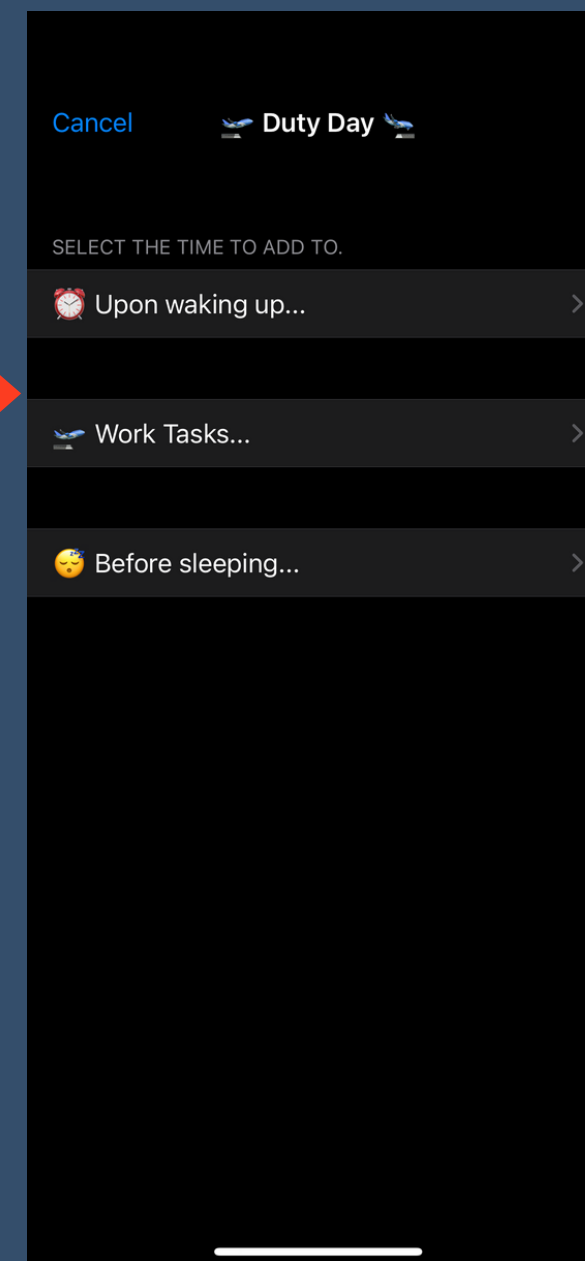 Cancel
🛫 Duty Day 🛬
SELECT THE TIME TO ADD TO.
⏰ Upon waking up...
🛫 Work Tasks...
😴 Before sleeping...